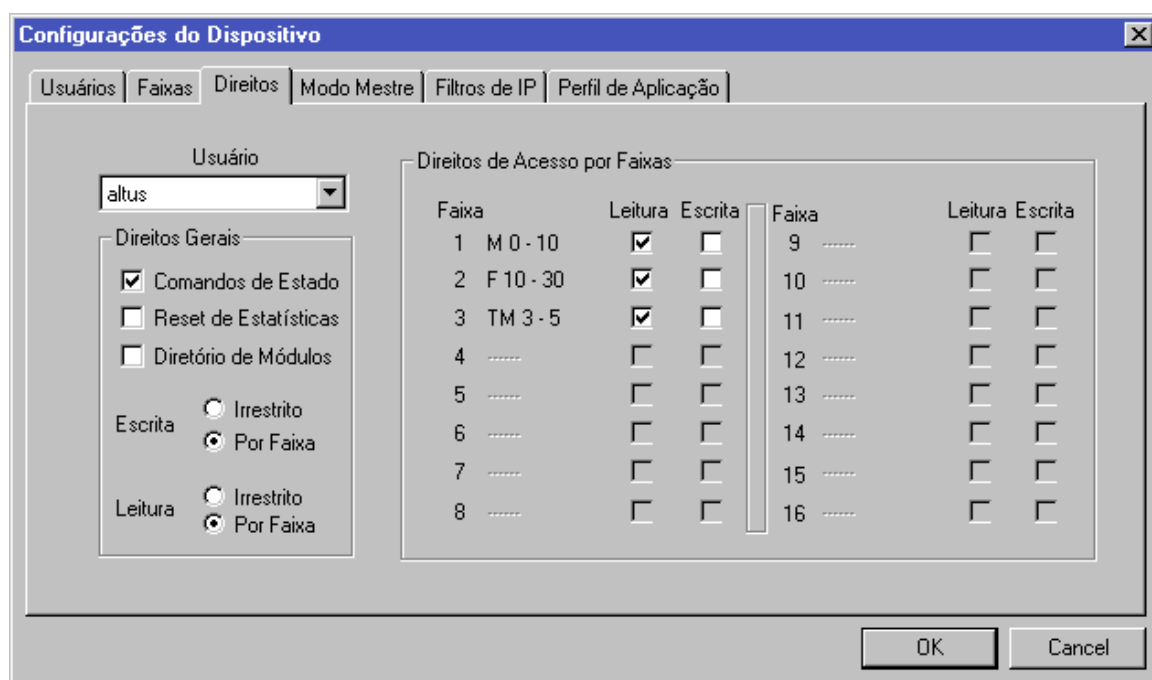 Configurações do Dispositivo
Usuários Faixas Direitos Modo Mestre Filtros de IP Perfil de Aplicação
Usuário
altus
Direitos Gerais
Comandos de Estado
Reset de Estatísticas
Diretório de Módulos
Escrita
Irrestrito
Por Faixa
Leitura
Irrestrito
Por Faixa
Direitos de Acesso por Faixas
Faixa Leitura Escrita
1 M 0 - 10
2 F 10 - 30
3 TM 3 - 5
4 ------
5 ------
6 ------
7 ------
8 ------
Faixa Leitura Escrita
9 ------
10 ------
11 ------
12 ------
13 ------
14 ------
15 ------
16 ------
OK Cancel